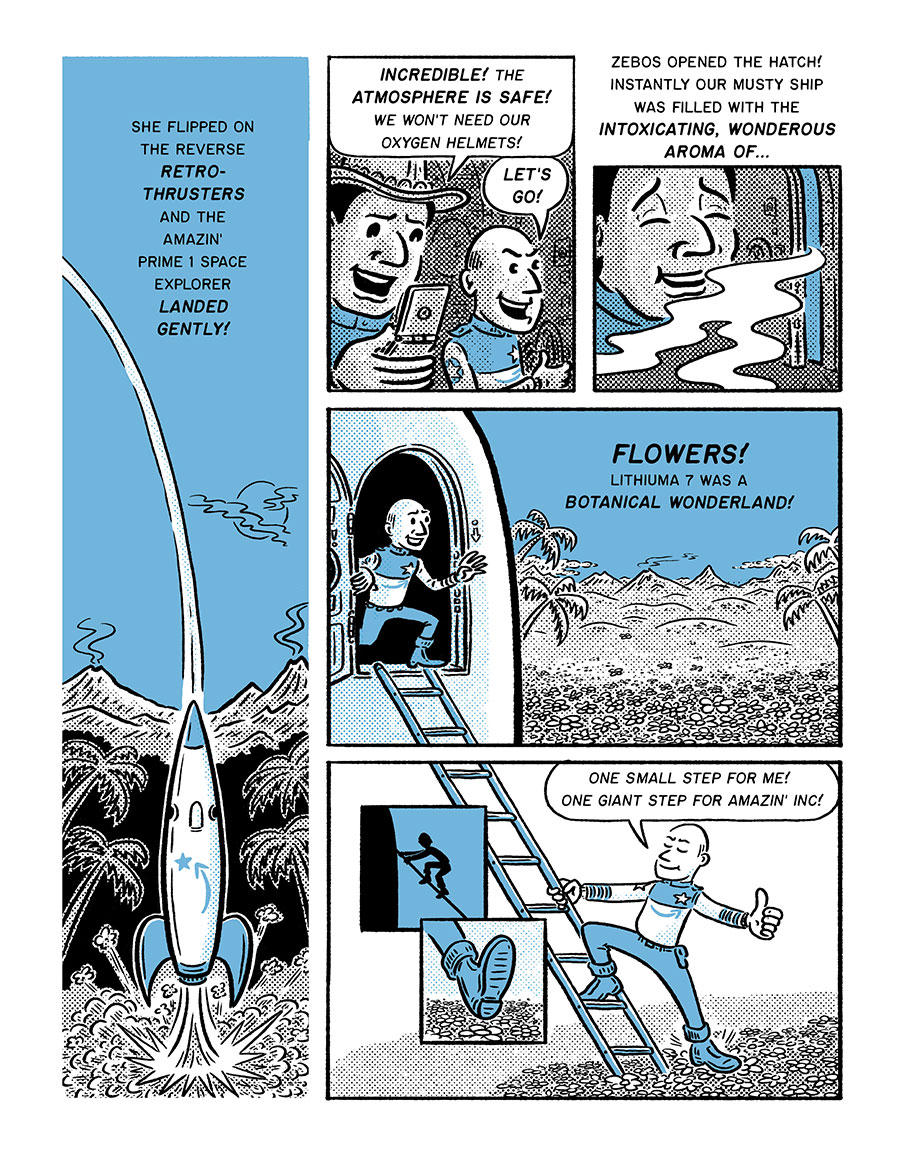 SHE FLIPPED ON
THE REVERSE
RETRO-
THRUSTERS
AND THE
AMAZIN'
PRIME 1 SPACE
EXPLORER
LANDED
GENTLY!
INCREDIBLE! THE
ATMOSPHERE IS SAFE!
WE WON'T NEED OUR
OXYGEN HELMETS!
LET'S
GO!
ZEBOS OPENED THE HATCH!
INSTANTLY OUR MUSTY SHIP
WAS FILLED WITH THE
INTOXICATING, WONDEROUS
AROMA OF...
FLOWERS!
LITHIUMA 7 WAS A
BOTANICAL WONDERLAND!
ONE SMALL STEP FOR ME!
ONE GIANT STEP FOR AMAZIN' INC!